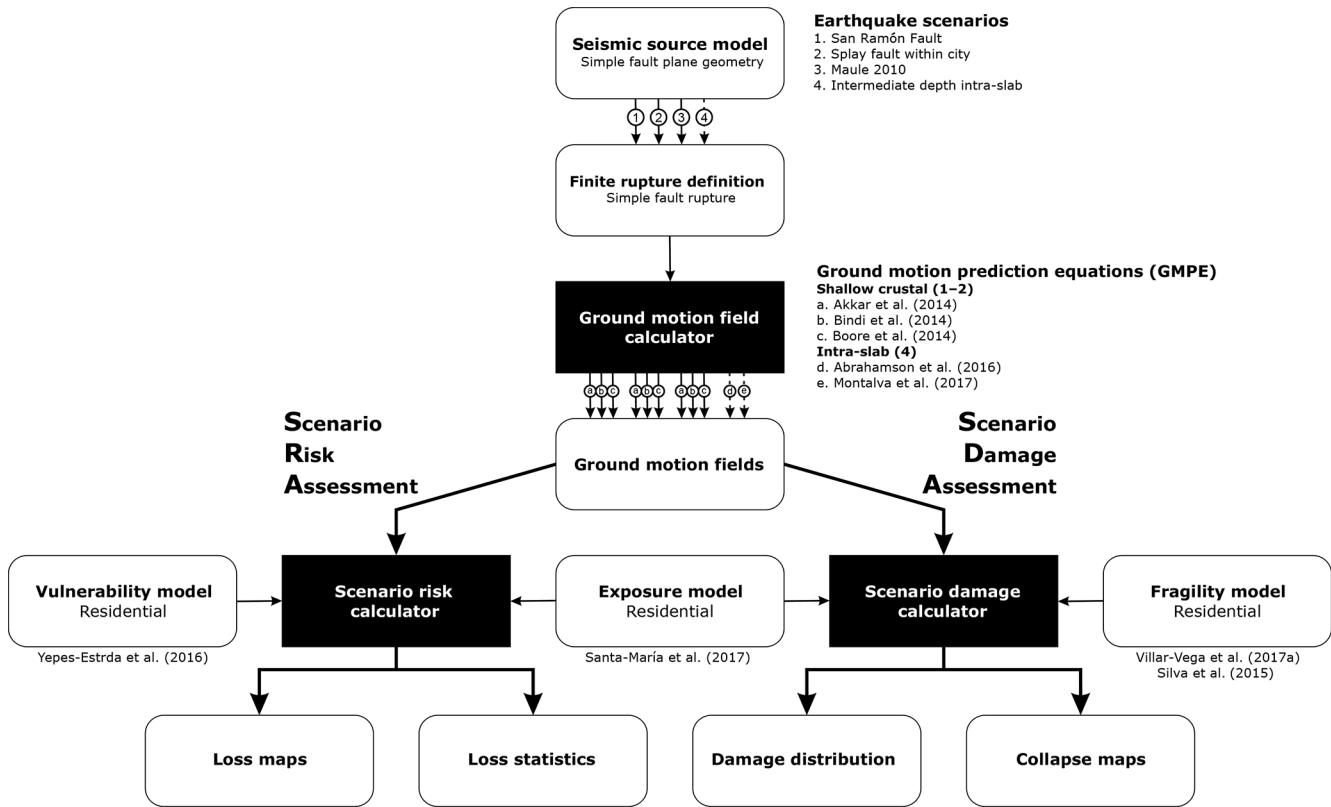 Seismic source model
Simple fault plane geometry
Earthquake scenarios
1. San Ramón Fault
2. Splay fault within city
3. Maule 2010
4. Intermediate depth intra-slab
1 2 3 4
Finite rupture definition
Simple fault rupture
Ground motion field
calculator
Ground motion prediction equations (GMPE)
Shallow crustal (1–2)
a. Akkar et al. (2014)
b. Bindi et al. (2014)
c. Boore et al. (2014)
Intra-slab (4)
d. Abrahamson et al. (2016)
e. Montalva et al. (2017)
a b c a b c a b c d e
Scenario
Risk
Assessment
Ground motion fields
Scenario
Damage
Assessment
Vulnerability model
Residential
Yepes-Estrda et al. (2016)
Scenario risk
calculator
Exposure model
Residential
Santa-María et al. (2017)
Scenario damage
calculator
Fragility model
Residential
Villar-Vega et al. (2017a)
Silva et al. (2015)
Loss maps
Loss statistics
Damage distribution
Collapse maps